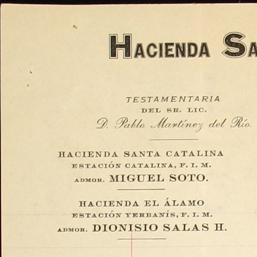 HACIENDA SA
TESTAMENTARIA
DEL SR. LIC.
D. Pablo Martínez del Río.
HACIENDA SANTA CATALINA
ESTACIÓN CATALINA, F. I. M.
ADMOR. MIGUEL SOTO.
HACIENDA EL ÁLAMO
ESTACIÓN YERBANÍS, F. I. M.
ADMOR. DIONISIO SALAS H.